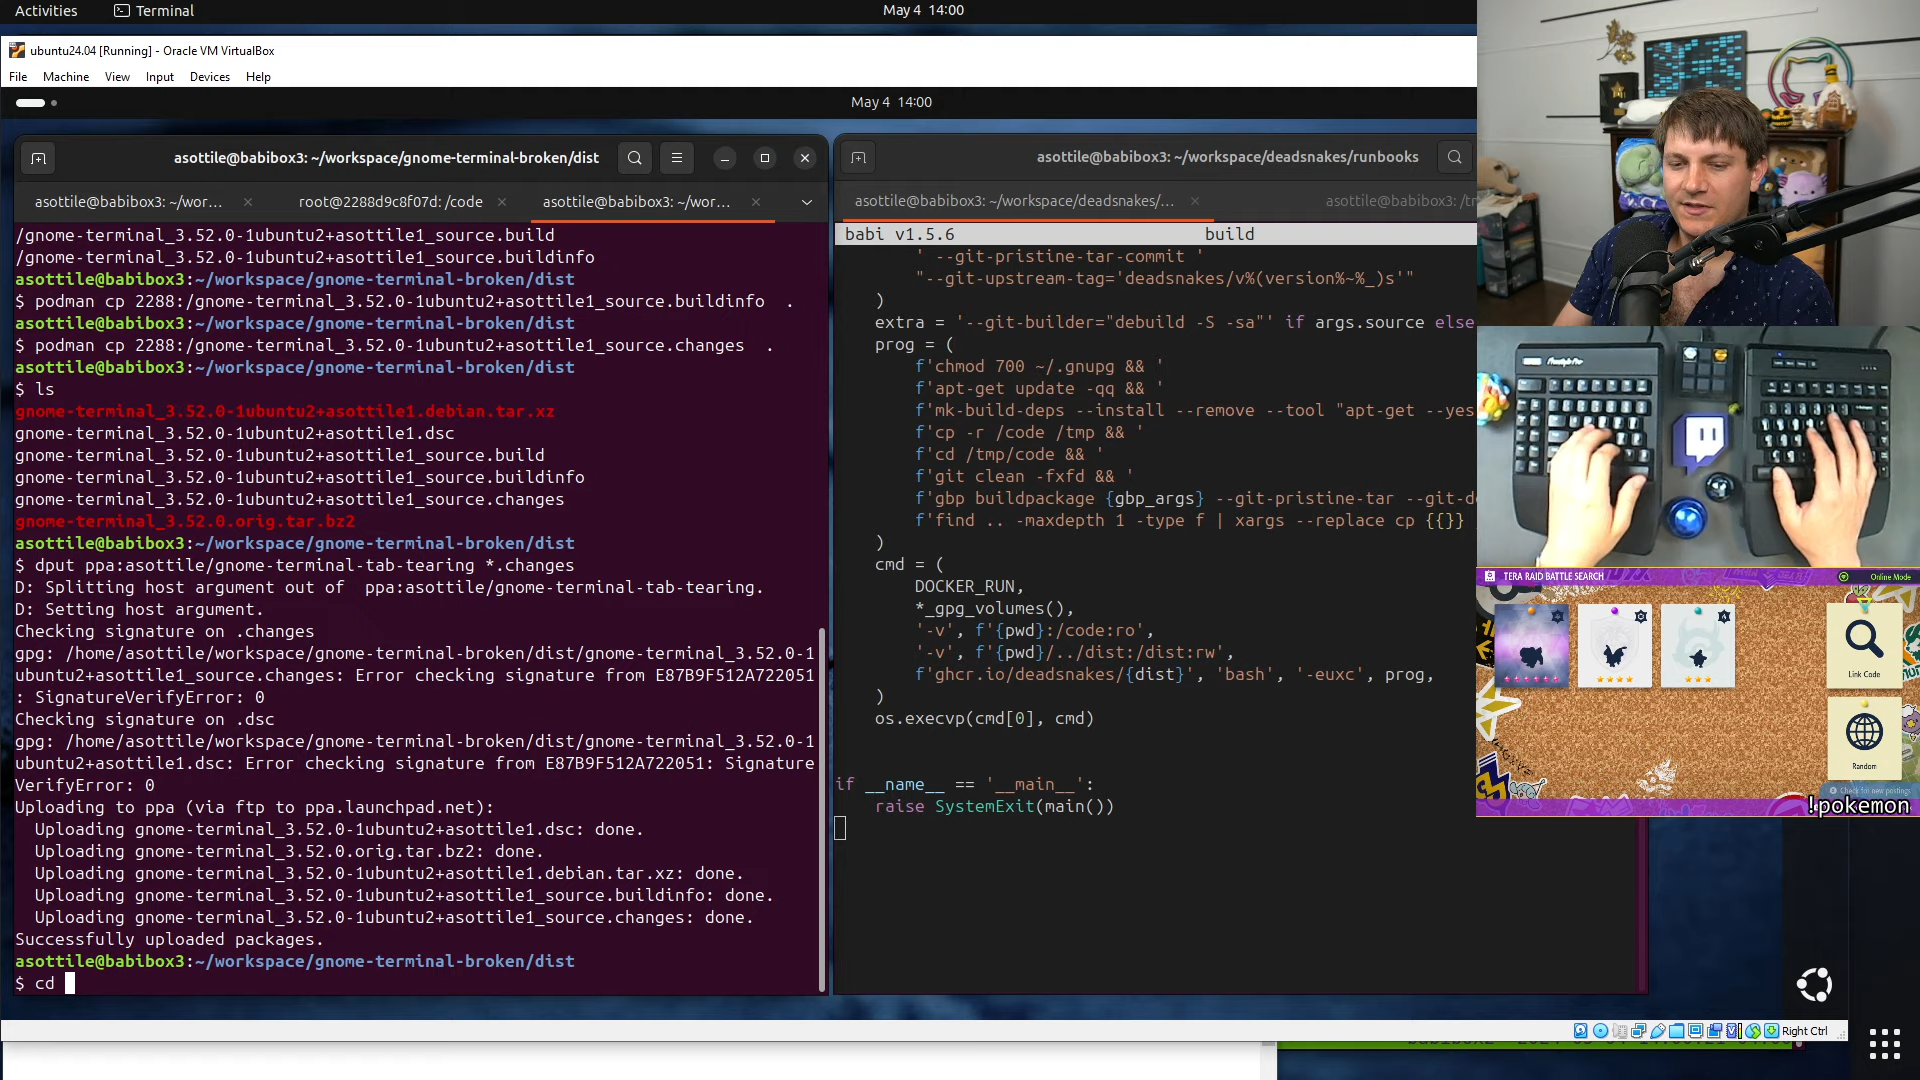 Activities
Terminal
May 4  14:00
ubuntu24.04 [Running] - Oracle VM VirtualBox
File
Machine
View
Input
Devices
Help
May 4  14:00
asottile@babibox3: ~/workspace/gnome-terminal-broken/dist
asottile@babibox3: ~/wor...
root@2288d9c8f07d: /code
asottile@babibox3: ~/wor...
/gnome-terminal_3.52.0-1ubuntu2+asottile1_source.build
/gnome-terminal_3.52.0-1ubuntu2+asottile1_source.buildinfo
asottile@babibox3:~/workspace/gnome-terminal-broken/dist
$ podman cp 2288:/gnome-terminal_3.52.0-1ubuntu2+asottile1_source.buildinfo  .
asottile@babibox3:~/workspace/gnome-terminal-broken/dist
$ podman cp 2288:/gnome-terminal_3.52.0-1ubuntu2+asottile1_source.changes  .
asottile@babibox3:~/workspace/gnome-terminal-broken/dist
$ ls
gnome-terminal_3.52.0-1ubuntu2+asottile1.debian.tar.xz
gnome-terminal_3.52.0-1ubuntu2+asottile1.dsc
gnome-terminal_3.52.0-1ubuntu2+asottile1_source.build
gnome-terminal_3.52.0-1ubuntu2+asottile1_source.buildinfo
gnome-terminal_3.52.0-1ubuntu2+asottile1_source.changes
gnome-terminal_3.52.0.orig.tar.bz2
asottile@babibox3:~/workspace/gnome-terminal-broken/dist
$ dput ppa:asottile/gnome-terminal-tab-tearing *.changes
D: Splitting host argument out of  ppa:asottile/gnome-terminal-tab-tearing.
D: Setting host argument.
Checking signature on .changes
gpg: /home/asottile/workspace/gnome-terminal-broken/dist/gnome-terminal_3.52.0-1
ubuntu2+asottile1_source.changes: Error checking signature from E87B9F512A722051
: SignatureVerifyError: 0
Checking signature on .dsc
gpg: /home/asottile/workspace/gnome-terminal-broken/dist/gnome-terminal_3.52.0-1
ubuntu2+asottile1.dsc: Error checking signature from E87B9F512A722051: Signature
VerifyError: 0
Uploading to ppa (via ftp to ppa.launchpad.net):
  Uploading gnome-terminal_3.52.0-1ubuntu2+asottile1.dsc: done.
  Uploading gnome-terminal_3.52.0.orig.tar.bz2: done.
  Uploading gnome-terminal_3.52.0-1ubuntu2+asottile1.debian.tar.xz: done.
  Uploading gnome-terminal_3.52.0-1ubuntu2+asottile1_source.buildinfo: done.
  Uploading gnome-terminal_3.52.0-1ubuntu2+asottile1_source.changes: done.
Successfully uploaded packages.
asottile@babibox3:~/workspace/gnome-terminal-broken/dist
$ cd
asottile@babibox3: ~/workspace/deadsnakes/runbooks
asottile@babibox3: ~/workspace/deadsnakes/...
asottile@babibox3: /t
babi v1.5.6
build
' --git-pristine-tar-commit '
"--git-upstream-tag='deadsnakes/v%(version%~%_)s'"
)
extra = '--git-builder="debuild -S -sa"' if args.source else
prog = (
f'chmod 700 ~/.gnupg && '
f'apt-get update -qq && '
f'mk-build-deps --install --remove --tool "apt-get --yes
f'cp -r /code /tmp && '
f'cd /tmp/code && '
f'git clean -fxfd && '
f'gbp buildpackage {gbp_args} --git-pristine-tar --git-d
f'find .. -maxdepth 1 -type f | xargs --replace cp {{}}
)
cmd = (
DOCKER_RUN,
*_gpg_volumes(),
'-v', f'{pwd}:/code:ro',
'-v', f'{pwd}/../dist:/dist:rw',
f'ghcr.io/deadsnakes/{dist}', 'bash', '-euxc', prog,
)
os.execvp(cmd[0], cmd)
if __name__ == '__main__':
raise SystemExit(main())
TERA RAID BATTLE SEARCH
Online Mode
Link Code
Random
Check for new postings
!pokemon
Right Ctrl